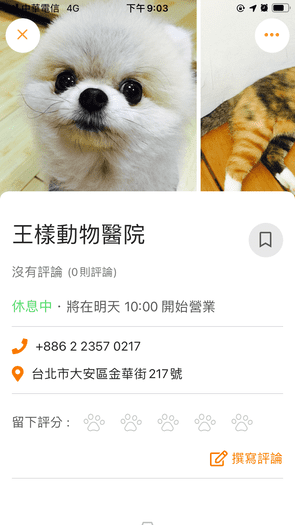 中華電信 4G 下午9:03
王樣動物醫院
沒有評論 (0則評論)
休息中・將在明天 10:00 開始營業
+886 2 2357 0217
台北市大安區金華街217號
留下評分：
撰寫評論